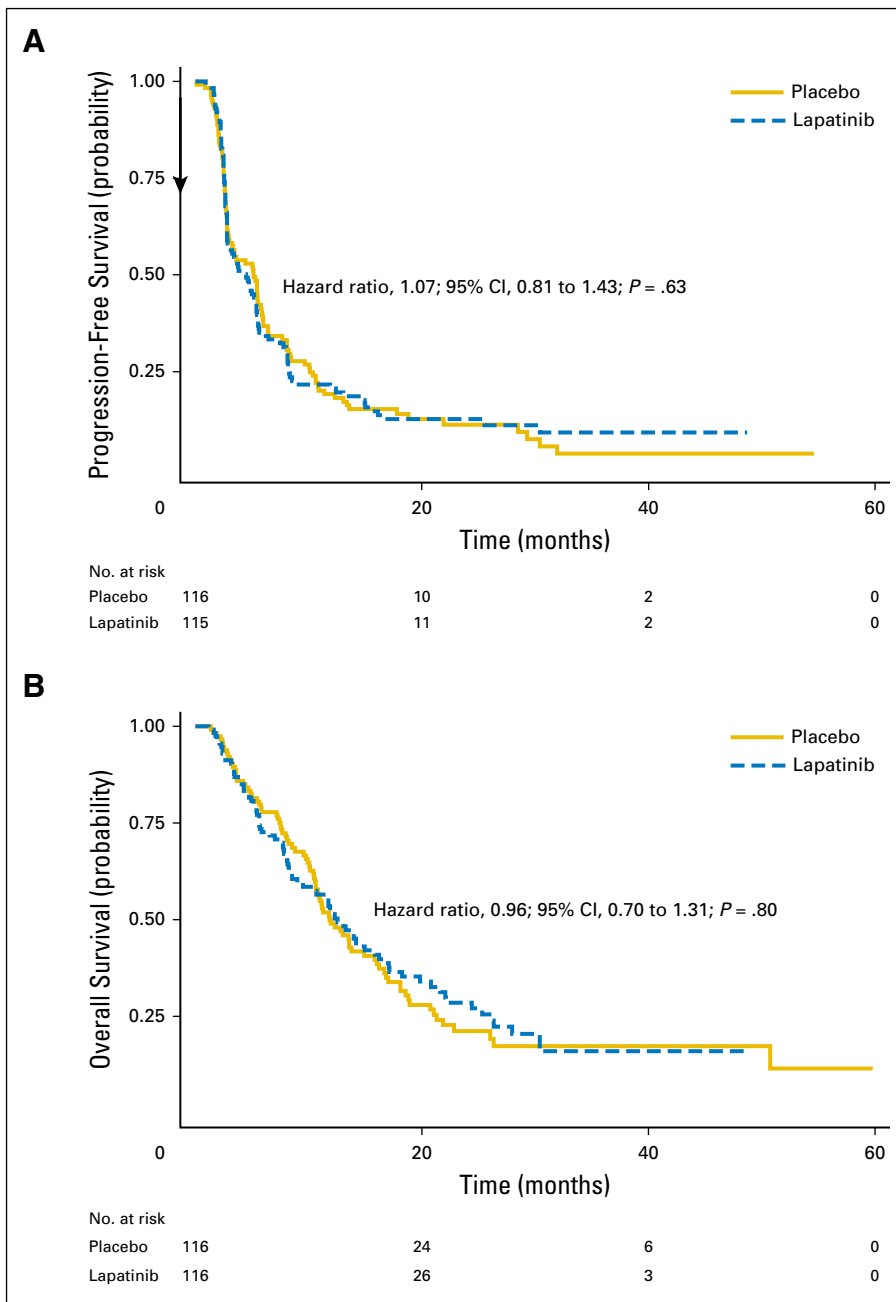 A
Progression-Free Survival (probability)
1.00
0.75
0.50
0.25
Placebo
Lapatinib
Hazard ratio, 1.07; 95% CI, 0.81 to 1.43; P = .63
0 20 40 60
Time (months)
No. at risk
Placebo 116 10 2 0
Lapatinib 115 11 2 0
B
Overall Survival (probability)
1.00
0.75
0.50
0.25
Placebo
Lapatinib
Hazard ratio, 0.96; 95% CI, 0.70 to 1.31; P = .80
0 20 40 60
Time (months)
No. at risk
Placebo 116 24 6 0
Lapatinib 116 26 3 0